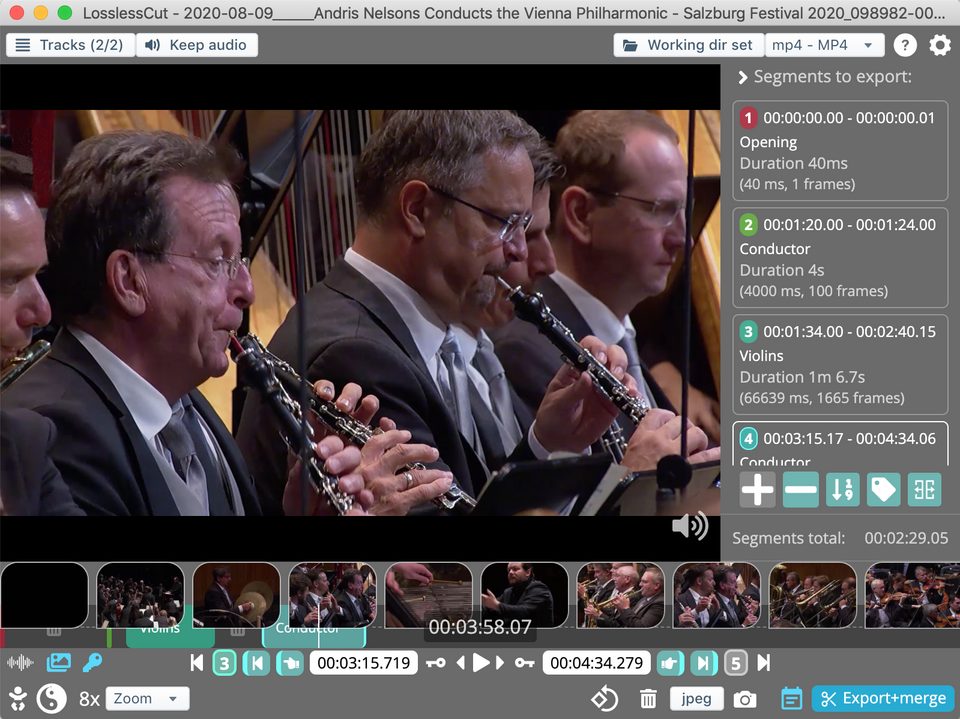 LosslessCut - 2020-08-09_____Andris Nelsons Conducts the Vienna Philharmonic - Salzburg Festival 2020_098982-00...
Tracks (2/2) Keep audio Working dir set mp4 - MP4 ?
Segments to export:
1 00:00:00.00 - 00:00:00.01
Opening
Duration 40ms
(40 ms, 1 frames)
2 00:01:20.00 - 00:01:24.00
Conductor
Duration 4s
(4000 ms, 100 frames)
3 00:01:34.00 - 00:02:40.15
Violins
Duration 1m 6.7s
(66639 ms, 1665 frames)
4 00:03:15.17 - 00:04:34.06
Conductor
Segments total: 00:02:29.05
Violins Conductor 00:03:58.07
3 00:03:15.719 00:04:34.279 5
8x Zoom jpeg Export+merge